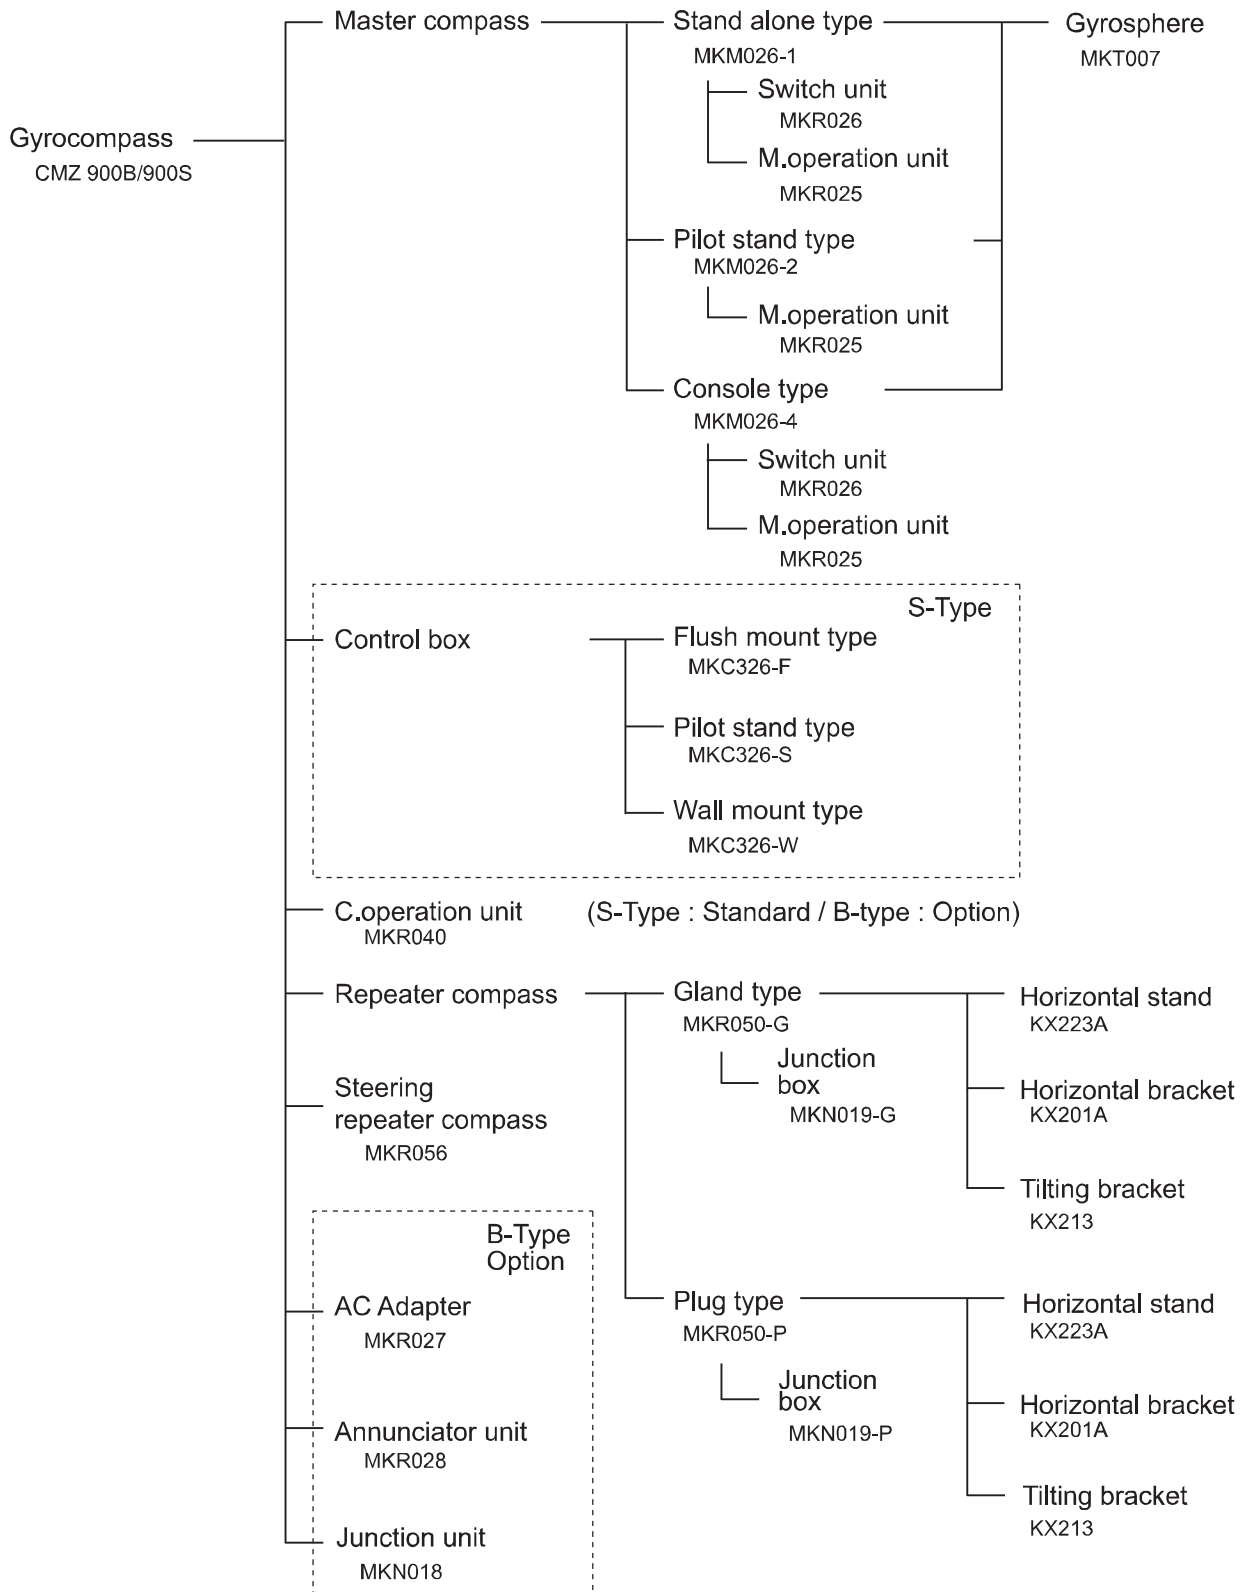 Gyrocompass
CMZ 900B/900S
Master compass
Stand alone type
MKM026-1
Switch unit
MKR026
M.operation unit
MKR025
Pilot stand type
MKM026-2
M.operation unit
MKR025
Console type
MKM026-4
Switch unit
MKR026
M.operation unit
MKR025
Gyrosphere
MKT007
S-Type
Control box
Flush mount type
MKC326-F
Pilot stand type
MKC326-S
Wall mount type
MKC326-W
C.operation unit
MKR040
(S-Type : Standard / B-type : Option)
Repeater compass
Gland type
MKR050-G
Junction
box
MKN019-G
Horizontal stand
KX223A
Horizontal bracket
KX201A
Tilting bracket
KX213
Plug type
MKR050-P
Junction
box
MKN019-P
Horizontal stand
KX223A
Horizontal bracket
KX201A
Tilting bracket
KX213
Steering
repeater compass
MKR056
B-Type
Option
AC Adapter
MKR027
Annunciator unit
MKR028
Junction unit
MKN018